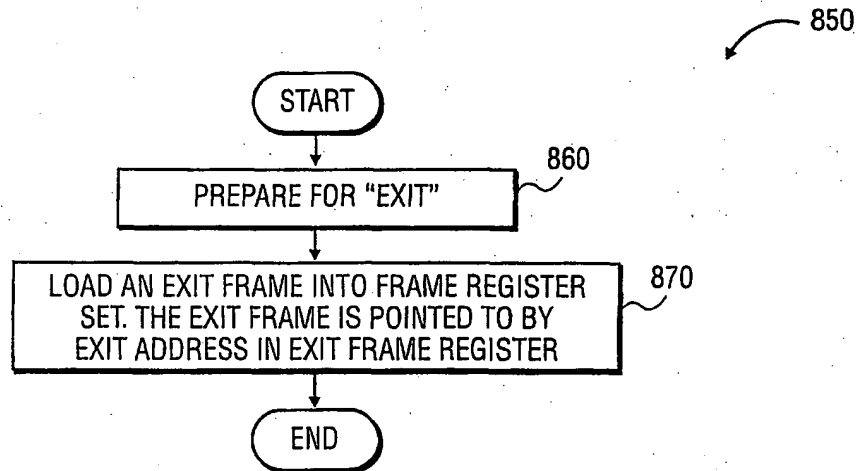 850
START
860
PREPARE FOR “EXIT”
LOAD AN EXIT FRAME INTO FRAME REGISTER
870
SET. THE EXIT FRAME IS POINTED TO BY
EXIT ADDRESS IN EXIT FRAME REGISTER
END